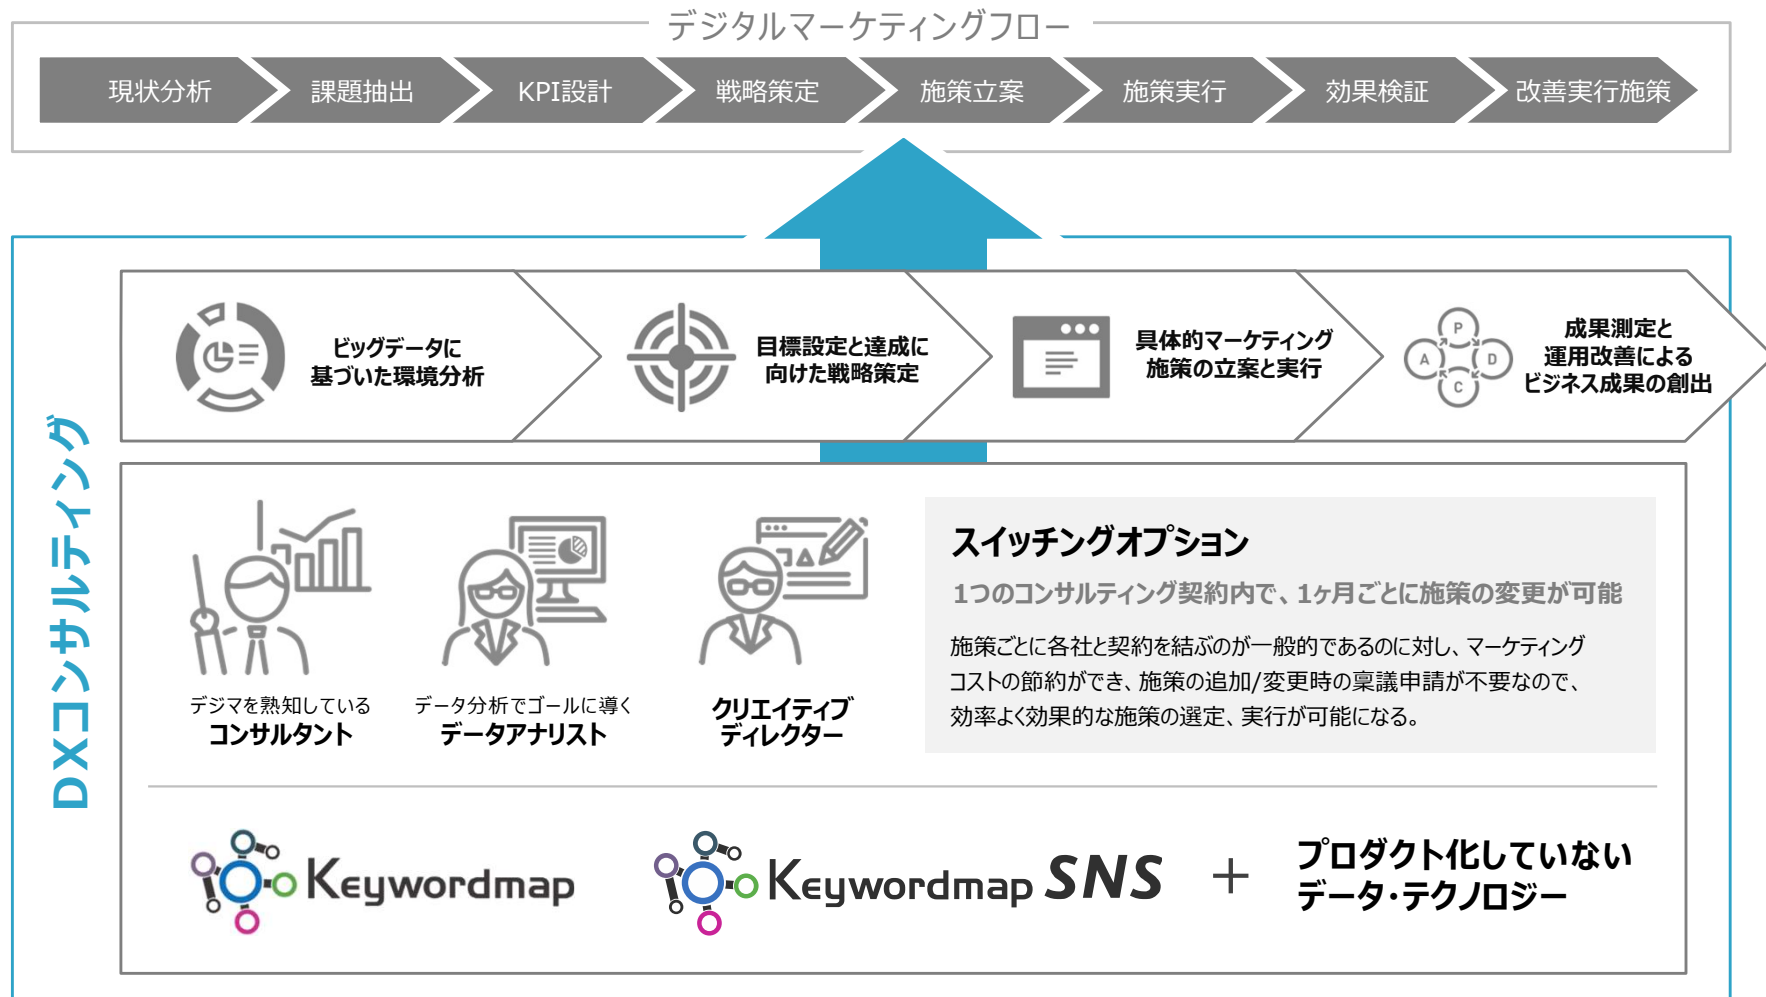 デジタルマーケティングフロー
現状分析
課題抽出
KPI設計
戦略策定
施策立案
施策実行
効果検証
改善実行施策
DXコンサルティング
ビッグデータに
基づいた環境分析
目標設定と達成に
向けた戦略策定
具体的マーケティング
施策の立案と実行
P
A
D
C
成果測定と
運用改善による
ビジネス成果の創出
デジマを熟知している
コンサルタント
データ分析でゴールに導く
データアナリスト
クリエイティブ
ディレクター
スイッチングオプション
1つのコンサルティング契約内で、1ヶ月ごとに施策の変更が可能
施策ごとに各社と契約を結ぶのが一般的であるのに対し、マーケティング
コストの節約ができ、施策の追加/変更時の稟議申請が不要なので、
効率よく効果的な施策の選定、実行が可能になる。
Keywordmap
Keywordmap SNS
+
プロダクト化していない
データ・テクノロジー